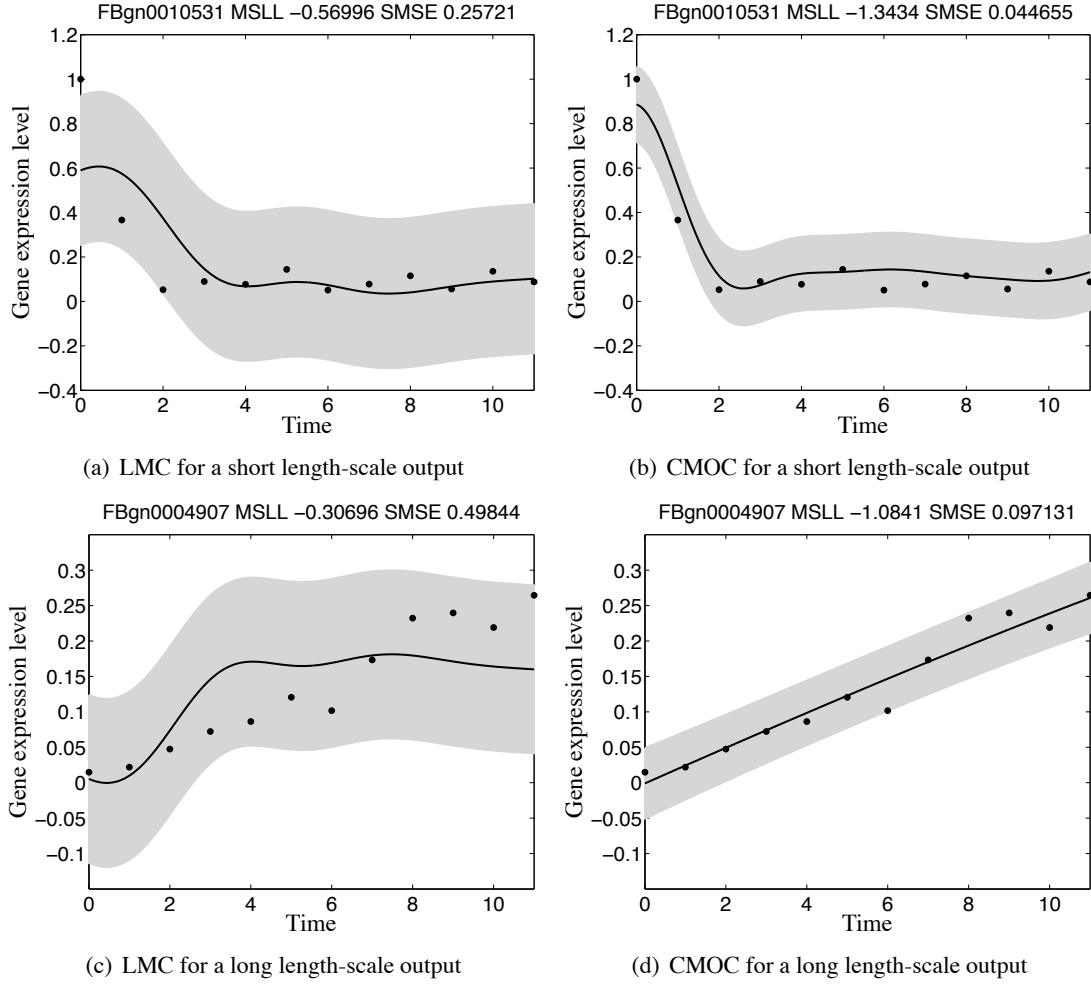 FBgn0010531 MSLL −0.56996 SMSE 0.25721
1.2
1
0.8
0.6
0.4
0.2
0
−0.2
−0.4
Gene expression level
0 2 4 6 8 10
Time
(a) LMC for a short length-scale output
FBgn0010531 MSLL −1.3434 SMSE 0.044655
1.2
1
0.8
0.6
0.4
0.2
0
−0.2
−0.4
Gene expression level
0 2 4 6 8 10
Time
(b) CMOC for a short length-scale output
FBgn0004907 MSLL −0.30696 SMSE 0.49844
0.3
0.25
0.2
0.15
0.1
0.05
0
−0.05
−0.1
Gene expression level
0 2 4 6 8 10
Time
(c) LMC for a long length-scale output
FBgn0004907 MSLL −1.0841 SMSE 0.097131
0.3
0.25
0.2
0.15
0.1
0.05
0
−0.05
−0.1
Gene expression level
0 2 4 6 8 10
Time
(d) CMOC for a long length-scale output